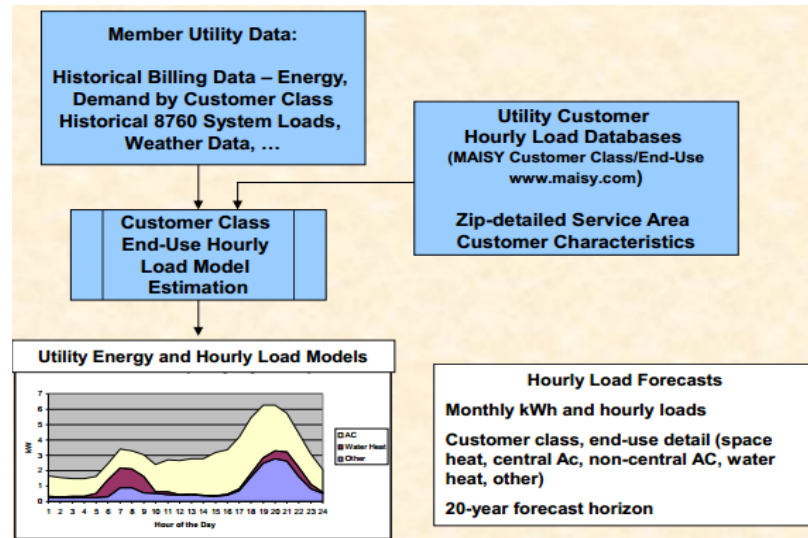 Member Utility Data:
Historical Billing Data – Energy,
Demand by Customer Class
Historical 8760 System Loads,
Weather Data, …
Utility Customer
Hourly Load Databases
(MAISY Customer Class/End-Use
www.maisy.com)
Zip-detailed Service Area
Customer Characteristics
Customer Class
End-Use Hourly
Load Model
Estimation
Utility Energy and Hourly Load Models
7
6
5
4
3
2
1
0
kW
AC
Water Heat
Other
1 2 3 4 5 6 7 8 9 10 11 12 13 14 15 16 17 18 19 20 21 22 23 24
Hour of the Day
Hourly Load Forecasts
Monthly kWh and hourly loads
Customer class, end-use detail (space
heat, central Ac, non-central AC, water
heat, other)
20-year forecast horizon